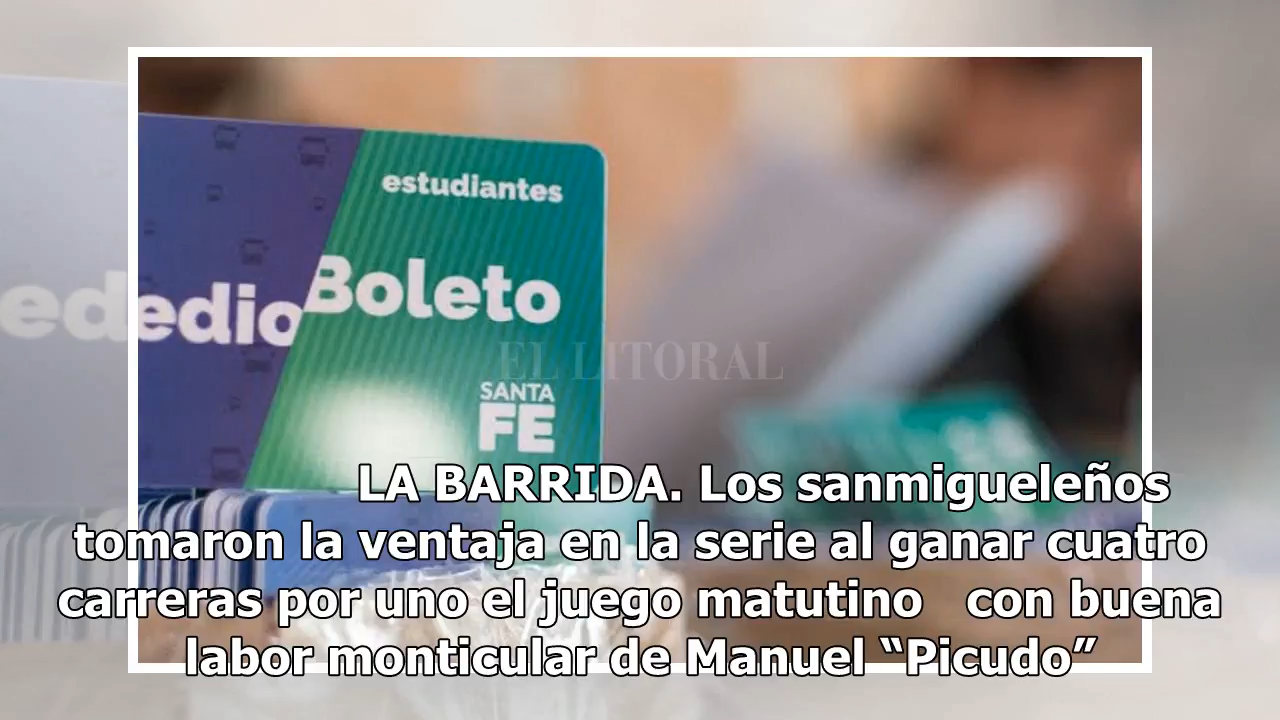 estudiantes
Boleto
ededio
EL LITORAL
SANTA
FE
LA BARRIDA. Los sanmigueleños
tomaron la ventaja en la serie al ganar cuatro
carreras por uno el juego matutino con buena
labor monticular de Manuel “Picudo”